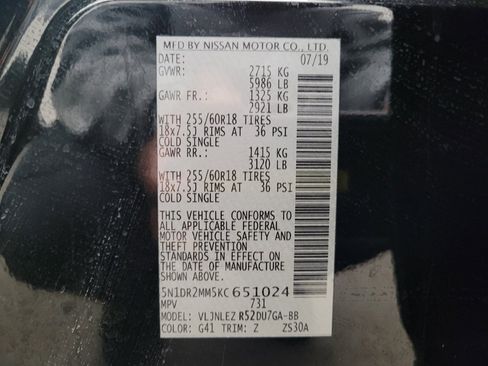 MFD BY NISSAN MOTOR CO., LTD.
DATE: 07/19
GVWR: 2715 KG
5986 LB
GAWR FR.: 1325 KG
2921 LB
WITH 255/60R18 TIRES
18x7.5J RIMS AT 36 PSI
COLD SINGLE
GAWR RR.: 1415 KG
3120 LB
WITH 255/60R18 TIRES
18x7.5J RIMS AT 36 PSI
COLD SINGLE
THIS VEHICLE CONFORMS TO
ALL APPLICABLE FEDERAL
MOTOR VEHICLE SAFETY AND
THEFT PREVENTION
STANDARDS IN EFFECT ON
THE DATE OF MANUFACTURE
SHOWN ABOVE.
5N1DR2MM5KC651024
MPV 731
MODEL: VLJNLEZ R52DU7GA-BB
COLOR: G41 TRIM: Z ZS30A